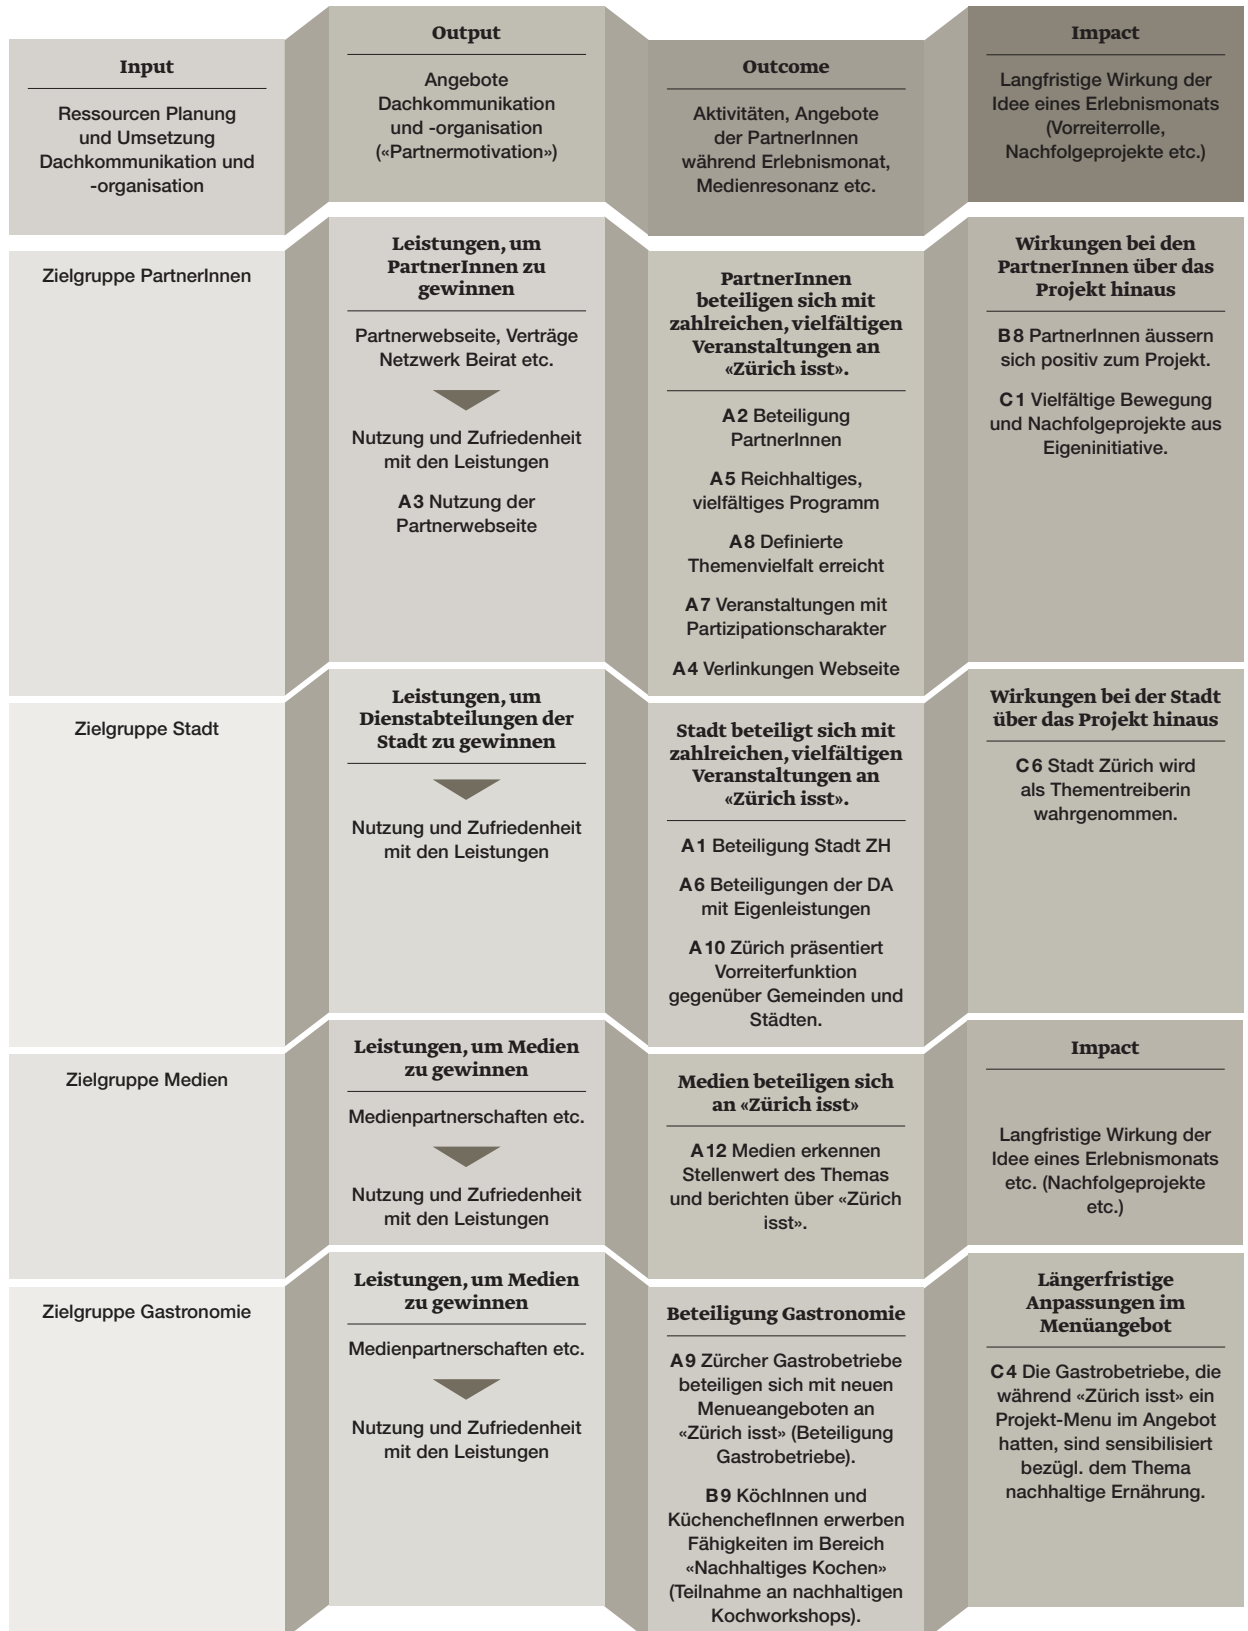 Input
Ressourcen Planung
und Umsetzung
Dachkommunikation und
-organisation
Output
Angebote
Dachkommunikation
und -organisation
(«Partnermotivation»)
Outcome
Aktivitäten, Angebote
der PartnerInnen
während Erlebnismonat,
Medienresonanz etc.
Impact
Langfristige Wirkung der
Idee eines Erlebnismonats
(Vorreiterrolle,
Nachfolgeprojekte etc.)
Zielgruppe PartnerInnen
Leistungen, um
PartnerInnen zu
gewinnen
Partnerwebseite, Verträge
Netzwerk Beirat etc.
Nutzung und Zufriedenheit
mit den Leistungen
A3 Nutzung der
Partnerwebseite
PartnerInnen
beteiligen sich mit
zahlreichen, vielfältigen
Veranstaltungen an
«Zürich isst».
A2 Beteiligung
PartnerInnen
A5 Reichhaltiges,
vielfältiges Programm
A8 Definierte
Themenvielfalt erreicht
A7 Veranstaltungen mit
Partizipationscharakter
A4 Verlinkungen Webseite
Wirkungen bei den
PartnerInnen über das
Projekt hinaus
B8 PartnerInnen äussern
sich positiv zum Projekt.
C1 Vielfältige Bewegung
und Nachfolgeprojekte aus
Eigeninitiative.
Zielgruppe Stadt
Leistungen, um
Dienstabteilungen der
Stadt zu gewinnen
Nutzung und Zufriedenheit
mit den Leistungen
Stadt beteiligt sich mit
zahlreichen, vielfältigen
Veranstaltungen an
«Zürich isst».
A1 Beteiligung Stadt ZH
A6 Beteiligungen der DA
mit Eigenleistungen
A10 Zürich präsentiert
Vorreiterfunktion
gegenüber Gemeinden und
Städten.
Wirkungen bei der Stadt
über das Projekt hinaus
C6 Stadt Zürich wird
als Thementreiberin
wahrgenommen.
Zielgruppe Medien
Leistungen, um Medien
zu gewinnen
Medienpartnerschaften etc.
Nutzung und Zufriedenheit
mit den Leistungen
Medien beteiligen sich
an «Zürich isst»
A12 Medien erkennen
Stellenwert des Themas
und berichten über «Zürich
isst».
Impact
Langfristige Wirkung der
Idee eines Erlebnismonats
etc. (Nachfolgeprojekte
etc.)
Zielgruppe Gastronomie
Leistungen, um Medien
zu gewinnen
Medienpartnerschaften etc.
Nutzung und Zufriedenheit
mit den Leistungen
Beteiligung Gastronomie
A9 Zürcher Gastrobetriebe
beteiligen sich mit neuen
Menueangeboten an
«Zürich isst» (Beteiligung
Gastrobetriebe).
B9 KöchInnen und
KüchenchefInnen erwerben
Fähigkeiten im Bereich
«Nachhaltiges Kochen»
(Teilnahme an nachhaltigen
Kochworkshops).
Längerfristige
Anpassungen im
Menüangebot
C4 Die Gastrobetriebe, die
während «Zürich isst» ein
Projekt-Menu im Angebot
hatten, sind sensibilisiert
bezügl. dem Thema
nachhaltige Ernährung.